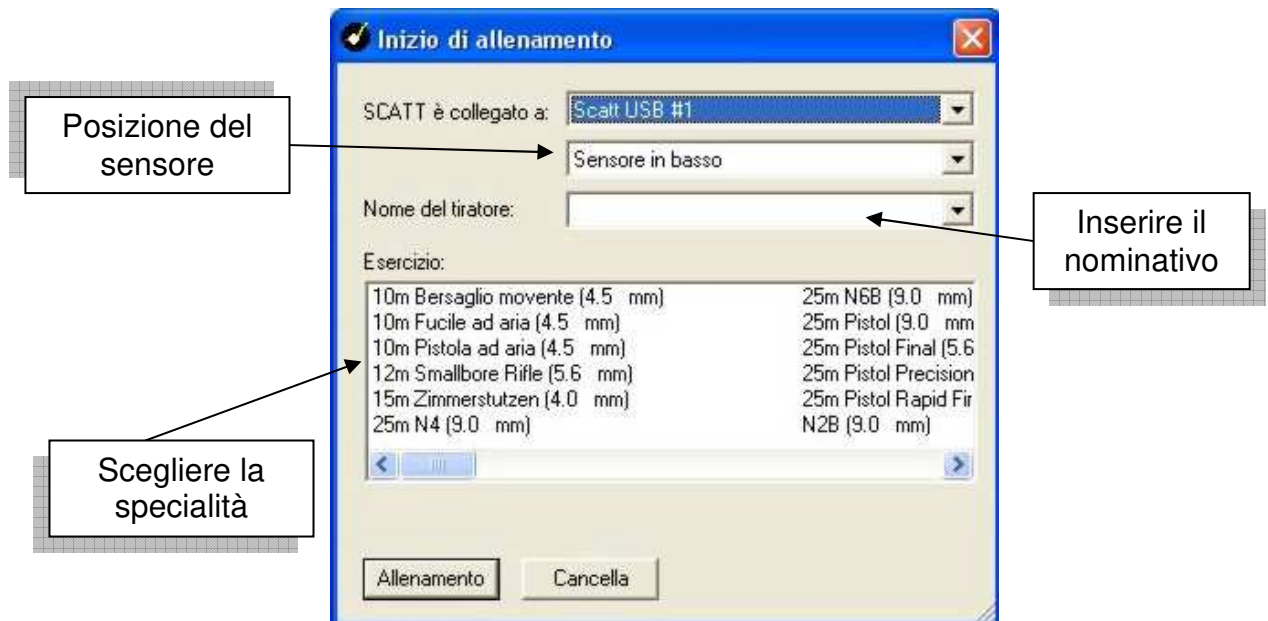 Inizio di allenamento
SCATT è collegato a:
Scatt USB #1
Posizione del
sensore
Sensore in basso
Nome del tiratore:
Inserire il
nominativo
Esercizio:
10m Bersaglio movente (4.5 mm)
10m Fucile ad aria (4.5 mm)
10m Pistola ad aria (4.5 mm)
12m Smallbore Rifle (5.6 mm)
15m Zimmerstutzen (4.0 mm)
25m N4 (9.0 mm)
25m N6B (9.0 mm)
25m Pistol (9.0 mm
25m Pistol Final (5.6
25m Pistol Precision
25m Pistol Rapid Fir
N2B (9.0 mm)
Scegliere la
specialità
Allenamento
Cancella